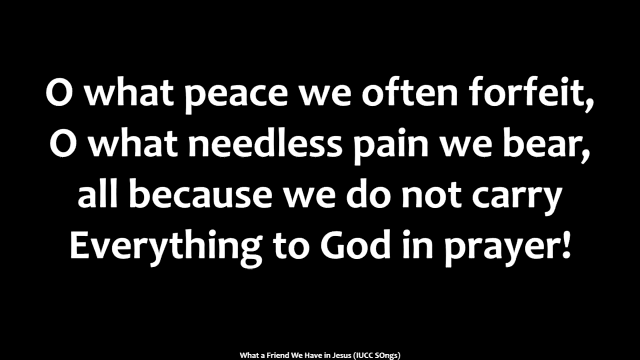 O what peace we often forfeit,
O what needless pain we bear,
all because we do not carry
Everything to God in prayer!
What a Friend We Have in Jesus (IUCC SOngs)